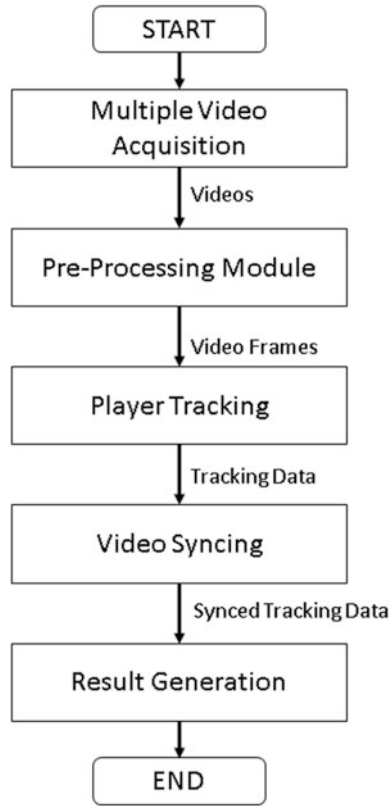 START
Multiple Video
Acquisition
Videos
Pre-Processing Module
Video Frames
Player Tracking
Tracking Data
Video Syncing
Synced Tracking Data
Result Generation
END